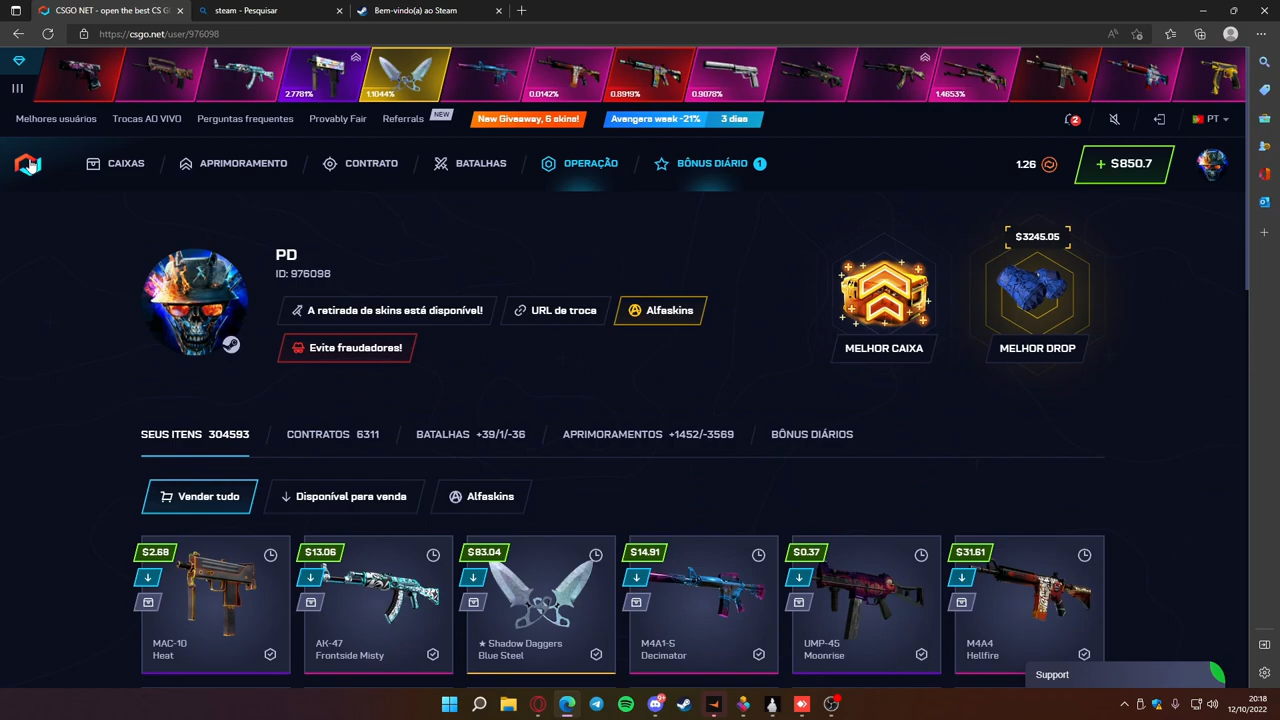 CSGO NET - open the best CS G
steam - Pesquisar
Bem-vindo(a) ao Steam
https://csgo.net/user/976098
2.7781%
1.1044%
0.0142%
0.8919%
0.9078%
1.4653%
Melhores usuários
Trocas AO VIVO
Perguntas frequentes
Provably Fair
Referrals
NEW
New Giveaway, 6 skins!
Avengers week -21%
3 dias
2
PT
CAIXAS
APRIMORAMENTO
CONTRATO
BATALHAS
OPERAÇÃO
BÔNUS DIÁRIO
1
1.26
+ $850.7
PD
ID: 976098
A retirada de skins está disponível!
URL de troca
Alfaskins
Evite fraudadores!
MELHOR CAIXA
$3245.05
MELHOR DROP
SEUS ITENS 304593
CONTRATOS 6311
BATALHAS +39/1/-36
APRIMORAMENTOS +1452/-3569
BÔNUS DIÁRIOS
Vender tudo
Disponível para venda
Alfaskins
$2.68
MAC-10
Heat
$13.06
AK-47
Frontside Misty
$83.04
★ Shadow Daggers
Blue Steel
$14.91
M4A1-S
Decimator
$0.37
UMP-45
Moonrise
$31.61
M4A4
Hellfire
Support
20:18
12/10/2022